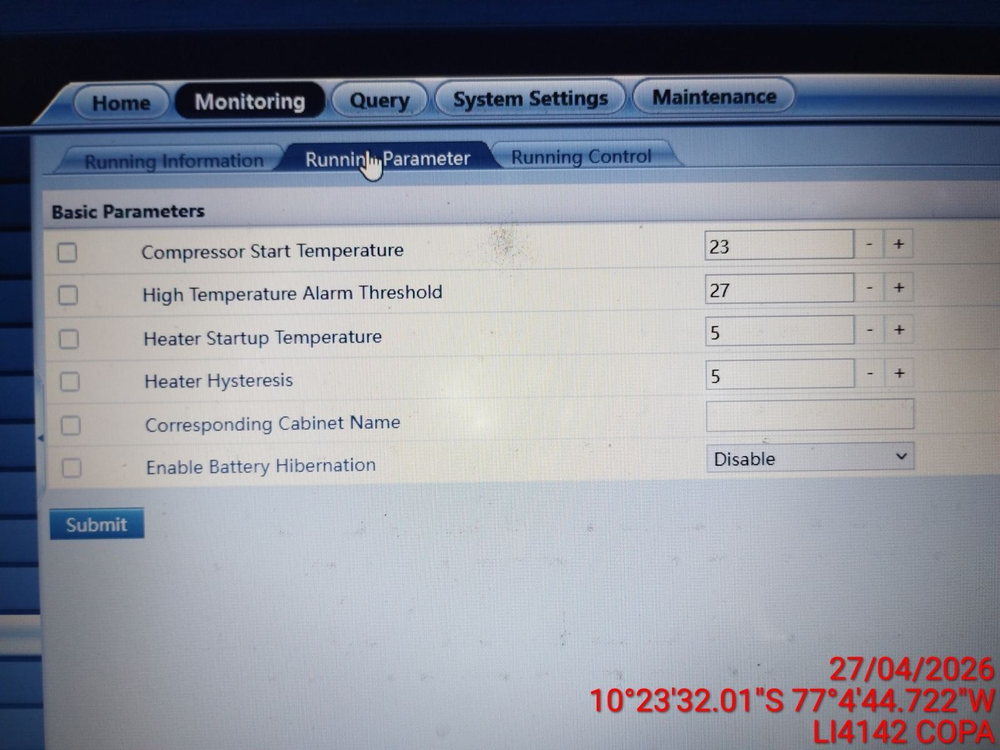 Home Monitoring Query System Settings Maintenance
Running Information Running Parameter Running Control
Basic Parameters
Compressor Start Temperature 23 - +
High Temperature Alarm Threshold 27 - +
Heater Startup Temperature 5 - +
Heater Hysteresis 5 - +
Corresponding Cabinet Name
Enable Battery Hibernation Disable
Submit
27/04/2026
10°23'32.01"S 77°4'44.722"W
LI4142 COPA